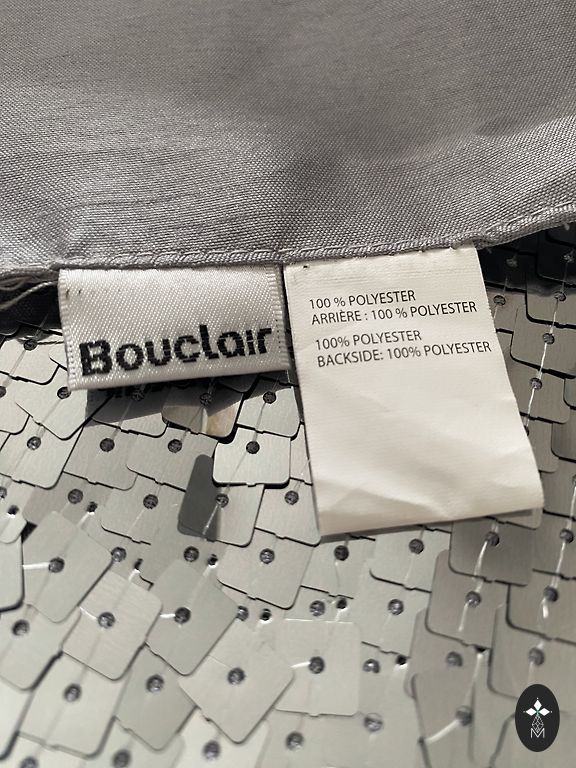 Bouclair
100 % POLYESTER
ARRIÈRE : 100 % POLYESTER
100% POLYESTER
BACKSIDE: 100% POLYESTER